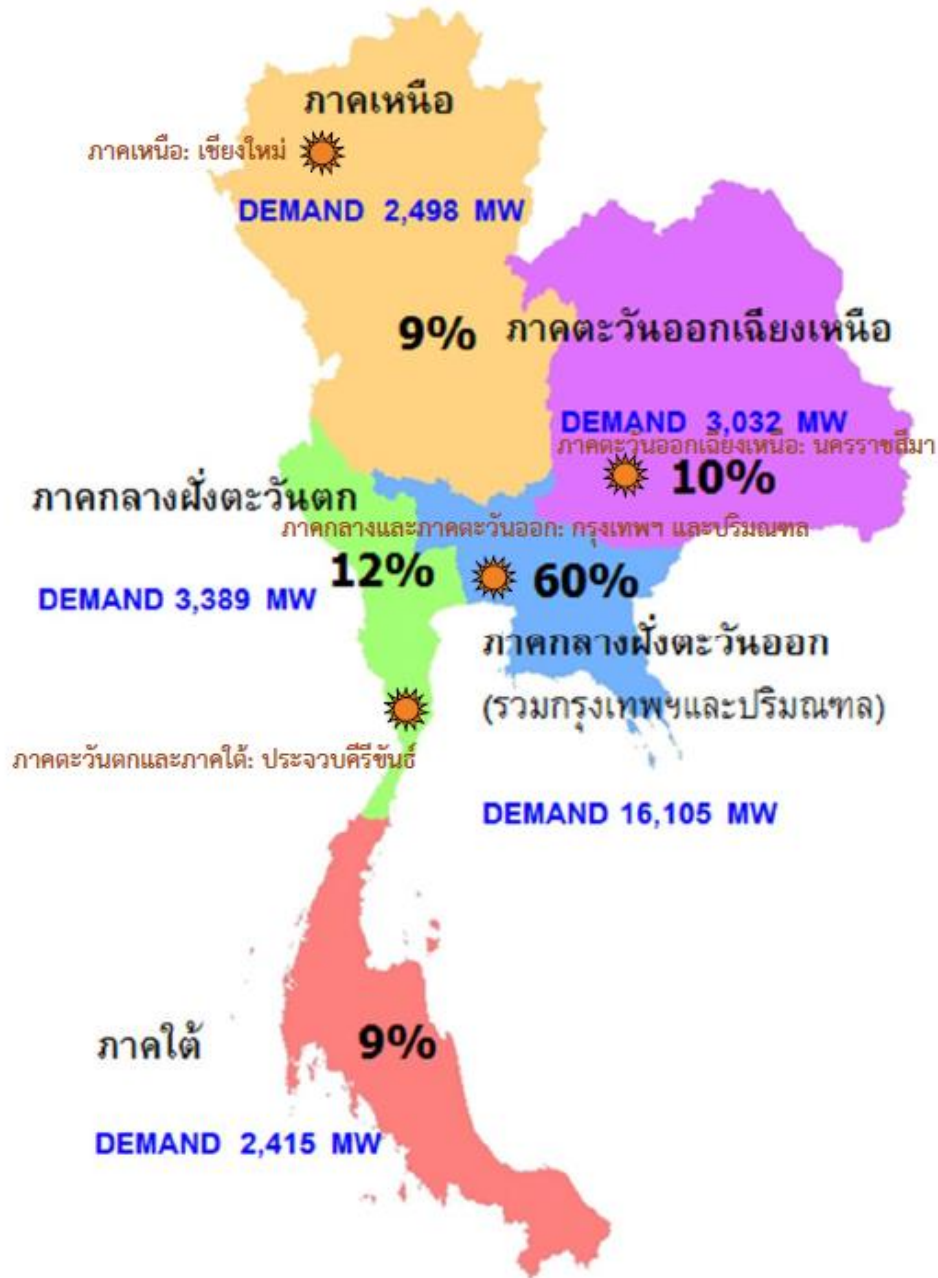 ภาคเหนือ
ภาคเหนือ: เชียงใหม่
DEMAND 2,498 MW
9%
ภาคตะวันออกเฉียงเหนือ
DEMAND 3,032 MW
ภาคตะวันออกเฉียงเหนือ: นครราชสีมา
10%
ภาคกลางฝั่งตะวันตก
ภาคกลางและภาคตะวันออก: กรุงเทพฯ และปริมณฑล
12%
60%
DEMAND 3,389 MW
ภาคกลางฝั่งตะวันออก
(รวมกรุงเทพฯและปริมณฑล)
ภาคตะวันตกและภาคใต้: ประจวบคีรีขันธ์
DEMAND 16,105 MW
ภาคใต้
9%
DEMAND 2,415 MW